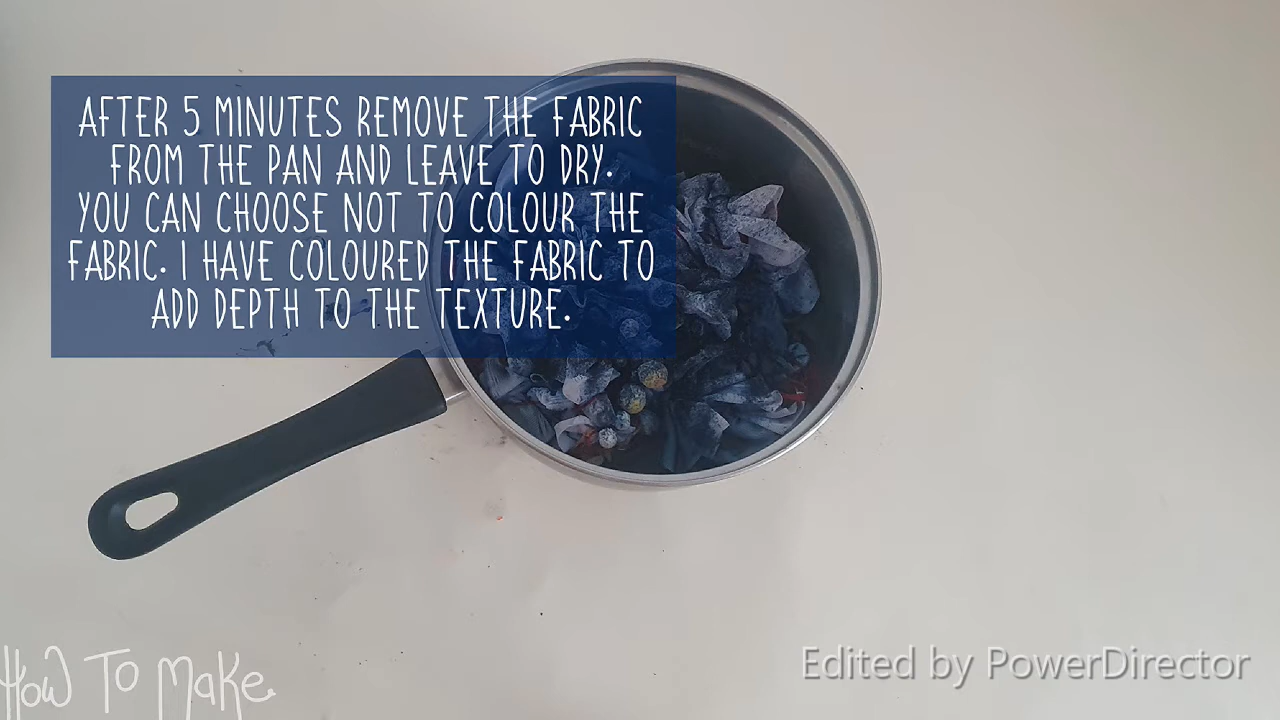 AFTER 5 MINUTES REMOVE THE FABRIC
FROM THE PAN AND LEAVE TO DRY.
YOU CAN CHOOSE NOT TO COLOUR THE
FABRIC. I HAVE COLOURED THE FABRIC TO
ADD DEPTH TO THE TEXTURE.
How To Make.
Edited by PowerDirector